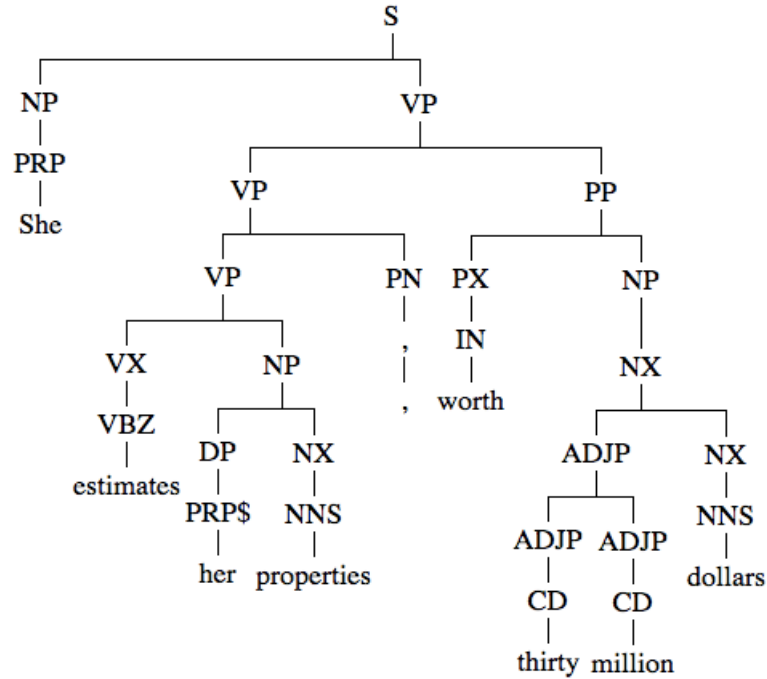 S
NP VP
PRP VP PP
She
VP PN PX NP
VX NP , IN NX
VBZ DP NX , worth ADJP NX
estimates PRP$ NNS ADJP ADJP NNS
her properties CD CD dollars
thirty million